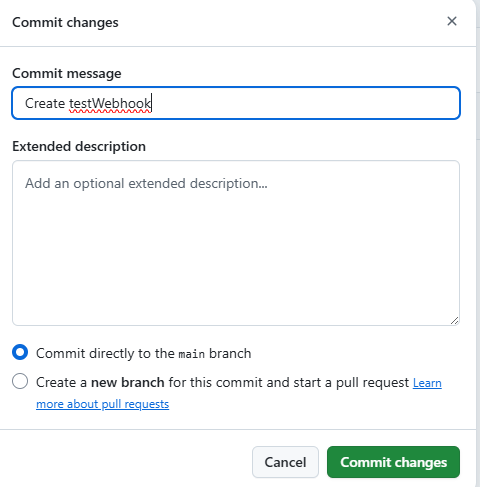 Commit changes
Commit message
Create testWebhook
Extended description
Add an optional extended description...
Commit directly to the main branch
Create a new branch for this commit and start a pull request Learn
more about pull requests
Cancel
Commit changes